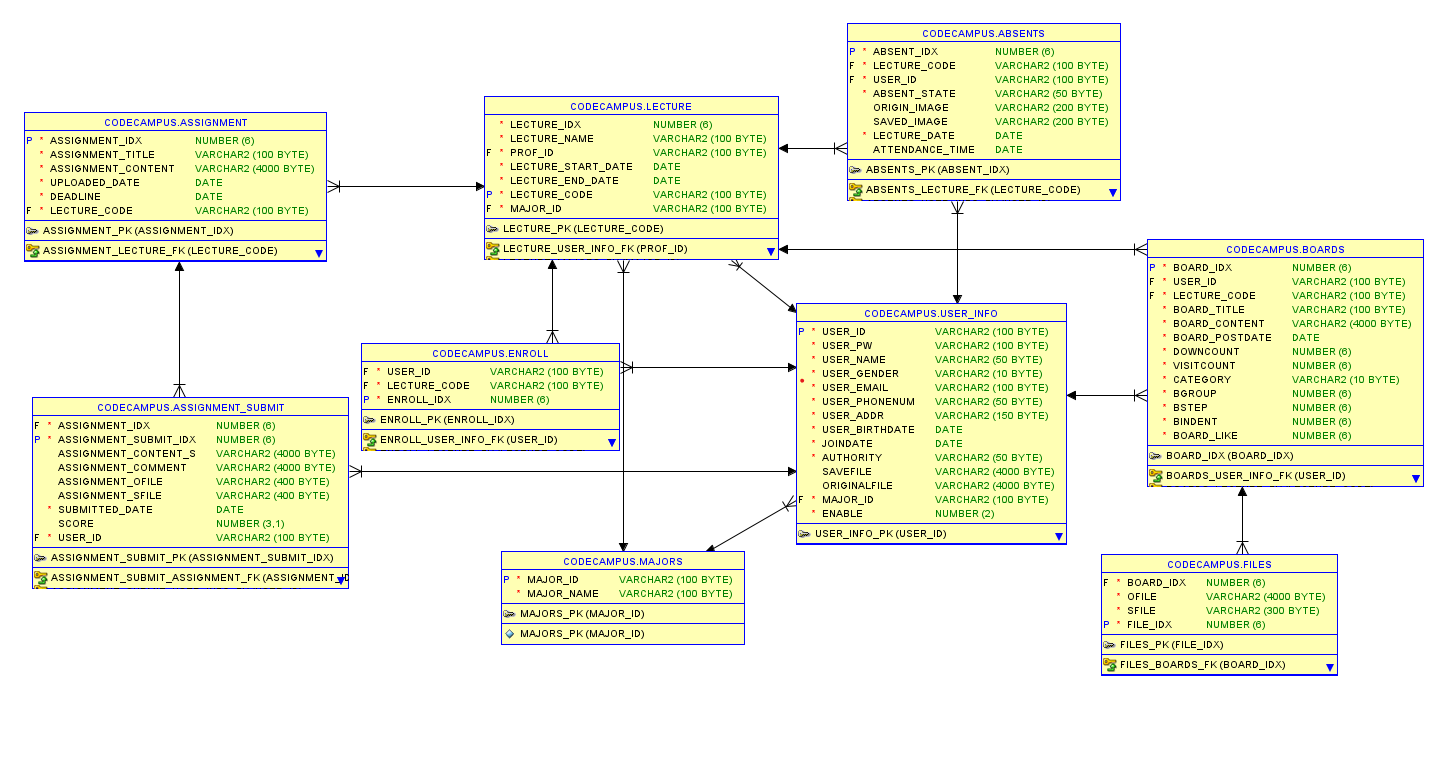 CODECAMPUS.ABSENTS
P * ABSENT_IDX NUMBER (6)
F * LECTURE_CODE VARCHAR2 (100 BYTE)
F * USER_ID VARCHAR2 (100 BYTE)
* ABSENT_STATE VARCHAR2 (50 BYTE)
ORIGIN_IMAGE VARCHAR2 (200 BYTE)
SAVED_IMAGE VARCHAR2 (200 BYTE)
* LECTURE_DATE DATE
ATTENDANCE_TIME DATE
ABSENTS_PK (ABSENT_IDX)
ABSENTS_LECTURE_FK (LECTURE_CODE)
CODECAMPUS.LECTURE
* LECTURE_IDX NUMBER (6)
* LECTURE_NAME VARCHAR2 (100 BYTE)
F * PROF_ID VARCHAR2 (100 BYTE)
* LECTURE_START_DATE DATE
* LECTURE_END_DATE DATE
P * LECTURE_CODE VARCHAR2 (100 BYTE)
F * MAJOR_ID VARCHAR2 (100 BYTE)
LECTURE_PK (LECTURE_CODE)
LECTURE_USER_INFO_FK (PROF_ID)
CODECAMPUS.ASSIGNMENT
P * ASSIGNMENT_IDX NUMBER (6)
* ASSIGNMENT_TITLE VARCHAR2 (100 BYTE)
* ASSIGNMENT_CONTENT VARCHAR2 (4000 BYTE)
* UPLOADED_DATE DATE
* DEADLINE DATE
F * LECTURE_CODE VARCHAR2 (100 BYTE)
ASSIGNMENT_PK (ASSIGNMENT_IDX)
ASSIGNMENT_LECTURE_FK (LECTURE_CODE)
CODECAMPUS.BOARDS
P * BOARD_IDX NUMBER (6)
F * USER_ID VARCHAR2 (100 BYTE)
F * LECTURE_CODE VARCHAR2 (100 BYTE)
* BOARD_TITLE VARCHAR2 (100 BYTE)
* BOARD_CONTENT VARCHAR2 (4000 BYTE)
* BOARD_POSTDATE DATE
* DOWNCOUNT NUMBER (6)
* VISITCOUNT NUMBER (6)
* CATEGORY VARCHAR2 (10 BYTE)
* BGROUP NUMBER (6)
* BSTEP NUMBER (6)
* BINDENT NUMBER (6)
* BOARD_LIKE NUMBER (6)
BOARD_IDX (BOARD_IDX)
BOARDS_USER_INFO_FK (USER_ID)
CODECAMPUS.USER_INFO
P * USER_ID VARCHAR2 (100 BYTE)
* USER_PW VARCHAR2 (100 BYTE)
* USER_NAME VARCHAR2 (50 BYTE)
* USER_GENDER VARCHAR2 (10 BYTE)
* USER_EMAIL VARCHAR2 (100 BYTE)
* USER_PHONENUM VARCHAR2 (50 BYTE)
* USER_ADDR VARCHAR2 (150 BYTE)
* USER_BIRTHDATE DATE
* JOINDATE DATE
* AUTHORITY VARCHAR2 (50 BYTE)
SAVEFILE VARCHAR2 (4000 BYTE)
ORIGINALFILE VARCHAR2 (4000 BYTE)
F * MAJOR_ID VARCHAR2 (100 BYTE)
* ENABLE NUMBER (2)
USER_INFO_PK (USER_ID)
CODECAMPUS.ENROLL
F * USER_ID VARCHAR2 (100 BYTE)
F * LECTURE_CODE VARCHAR2 (100 BYTE)
P * ENROLL_IDX NUMBER (6)
ENROLL_PK (ENROLL_IDX)
ENROLL_USER_INFO_FK (USER_ID)
CODECAMPUS.ASSIGNMENT_SUBMIT
F * ASSIGNMENT_IDX NUMBER (6)
P * ASSIGNMENT_SUBMIT_IDX NUMBER (6)
ASSIGNMENT_CONTENT_S VARCHAR2 (4000 BYTE)
ASSIGNMENT_COMMENT VARCHAR2 (4000 BYTE)
ASSIGNMENT_OFILE VARCHAR2 (400 BYTE)
ASSIGNMENT_SFILE VARCHAR2 (400 BYTE)
* SUBMITTED_DATE DATE
SCORE NUMBER (3,1)
F * USER_ID VARCHAR2 (100 BYTE)
ASSIGNMENT_SUBMIT_PK (ASSIGNMENT_SUBMIT_IDX)
ASSIGNMENT_SUBMIT_ASSIGNMENT_FK (ASSIGNMENT_ID
CODECAMPUS.MAJORS
P * MAJOR_ID VARCHAR2 (100 BYTE)
* MAJOR_NAME VARCHAR2 (100 BYTE)
MAJORS_PK (MAJOR_ID)
MAJORS_PK (MAJOR_ID)
CODECAMPUS.FILES
F * BOARD_IDX NUMBER (6)
* OFILE VARCHAR2 (4000 BYTE)
* SFILE VARCHAR2 (300 BYTE)
P * FILE_IDX NUMBER (6)
FILES_PK (FILE_IDX)
FILES_BOARDS_FK (BOARD_IDX)